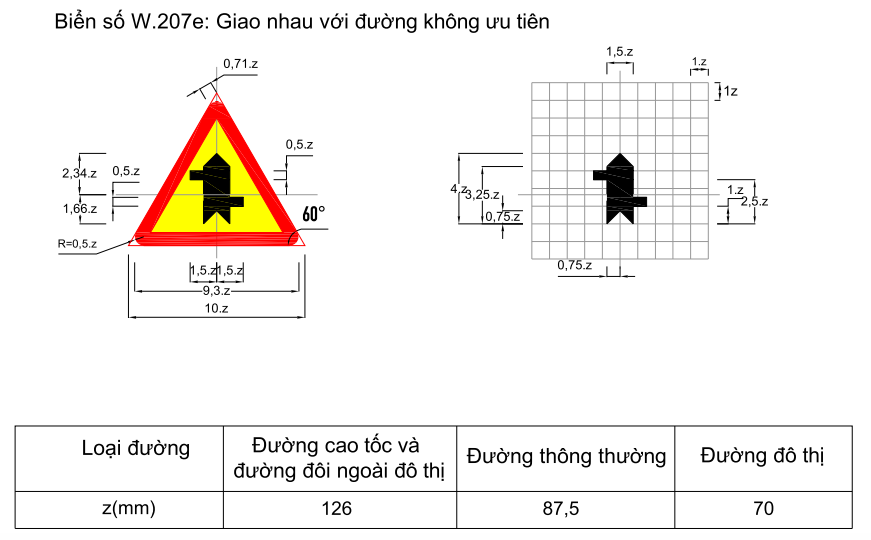 Biển số W.207e: Giao nhau với đường không ưu tiên
0,71.z
1,5.z
1.z
1z
0,5.z
2,34.z
0,5.z
4,z
3,25.z
1.z
2,5.z
1,66.z
0,75.z
60°
R=0,5.z
1,5.z
1,5.z
0,75.z
9,3.z
10.z
Loại đường
Đường cao tốc và
đường đôi ngoài đô thị
Đường thông thường
Đường đô thị
z(mm)
126
87,5
70